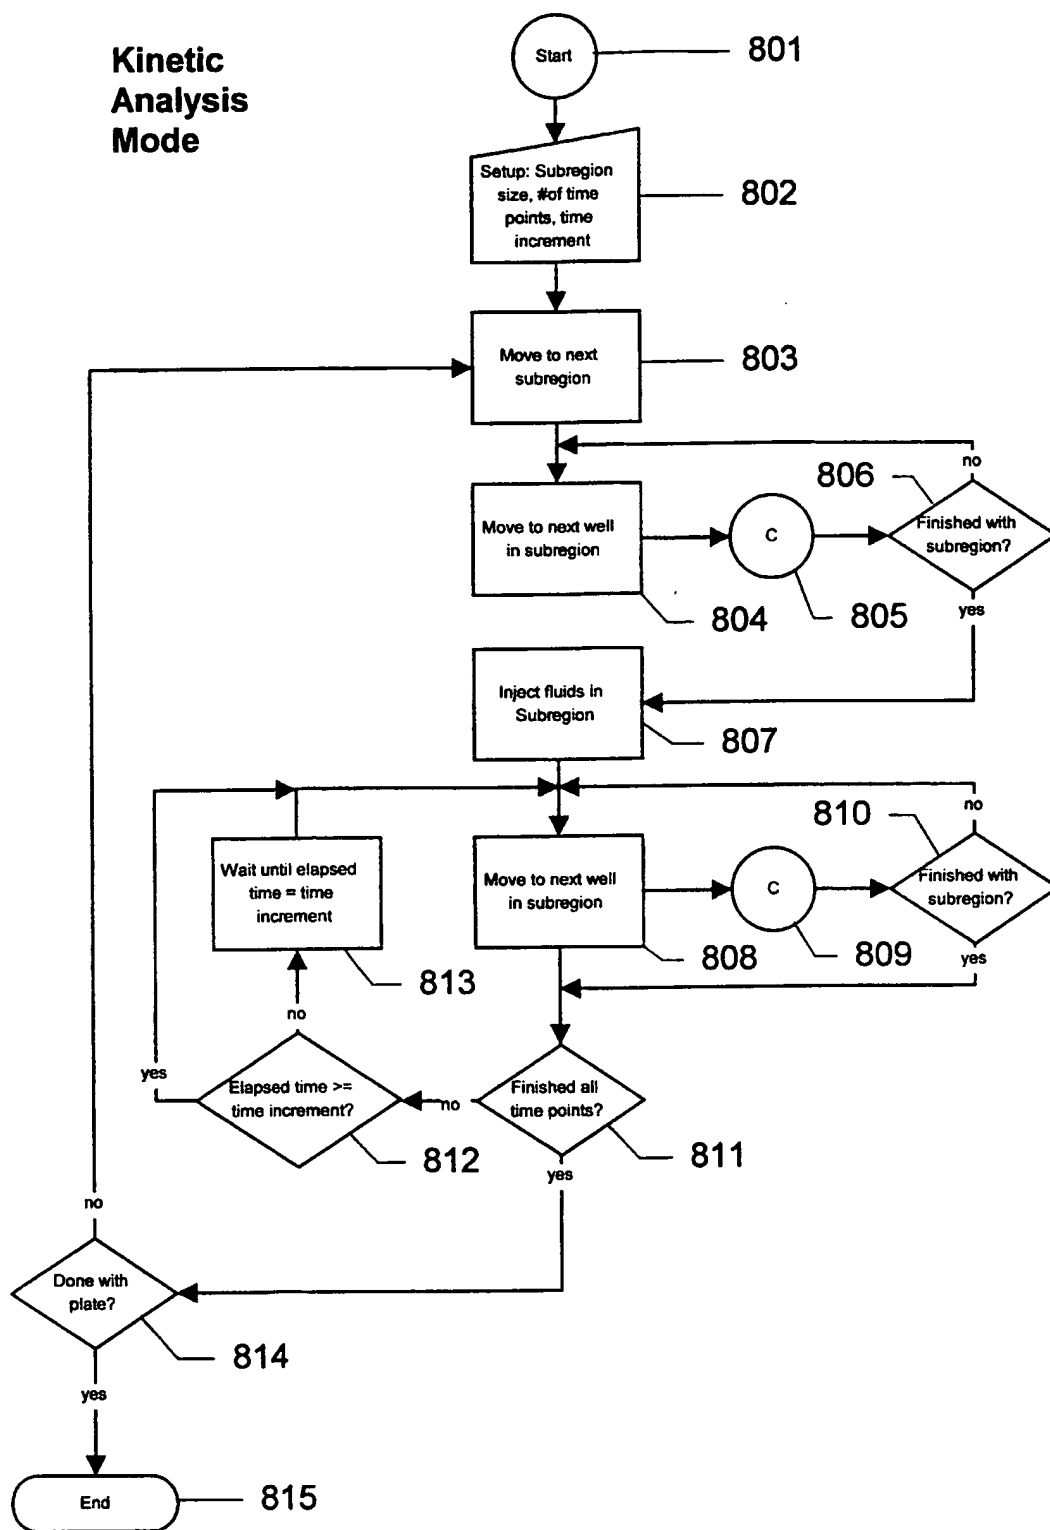 Kinetic
Analysis
Mode
Start
801
Setup: Subregion
size, #of time
points, time
increment
802
Move to next
subregion
803
no
806
Finished with
subregion?
Move to next well
in subregion
C
804
805
yes
Inject fluids in
Subregion
807
no
810
Wait until elapsed
time = time
increment
Move to next well
in subregion
C
Finished with
subregion?
808
809
yes
813
no
yes
Elapsed time >=
time increment?
no
Finished all
time points?
812
811
yes
no
Done with
plate?
814
yes
End
815